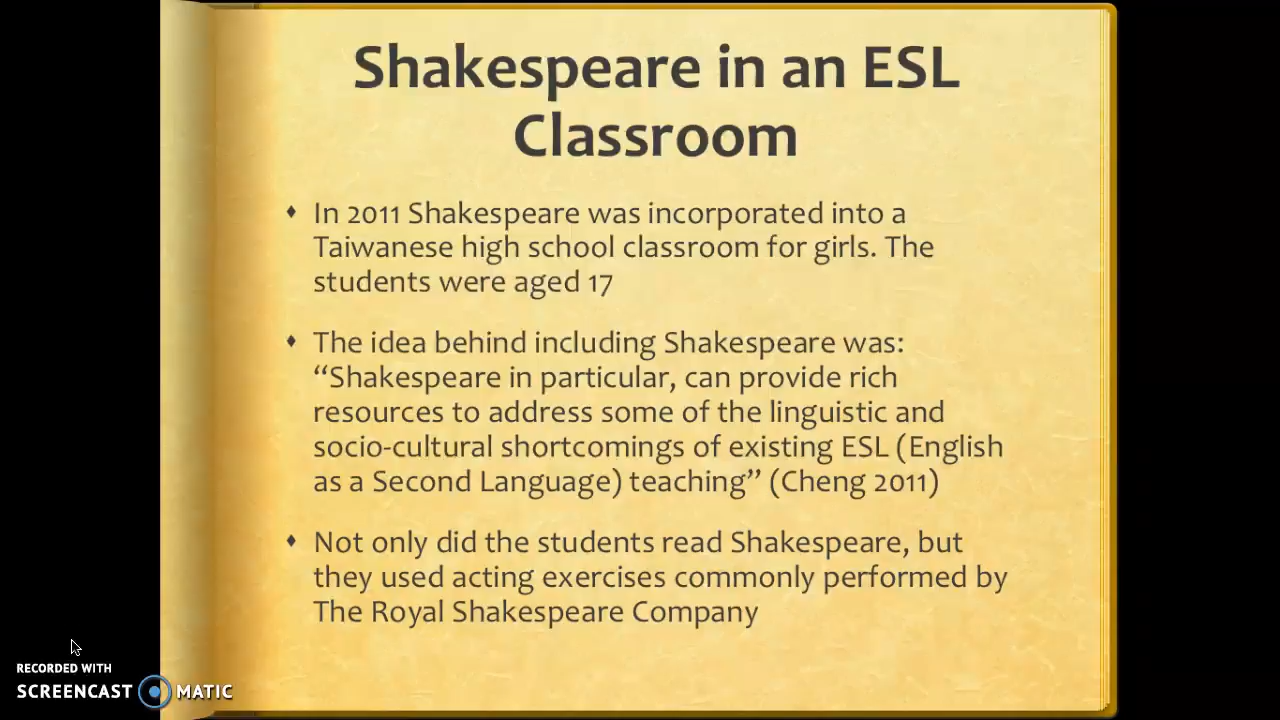 Shakespeare in an ESL
Classroom
In 2011 Shakespeare was incorporated into a
Taiwanese high school classroom for girls. The
students were aged 17
The idea behind including Shakespeare was:
“Shakespeare in particular, can provide rich
resources to address some of the linguistic and
socio-cultural shortcomings of existing ESL (English
as a Second Language) teaching” (Cheng 2011)
Not only did the students read Shakespeare, but
they used acting exercises commonly performed by
The Royal Shakespeare Company
RECORDED WITH
SCREENCAST MATIC